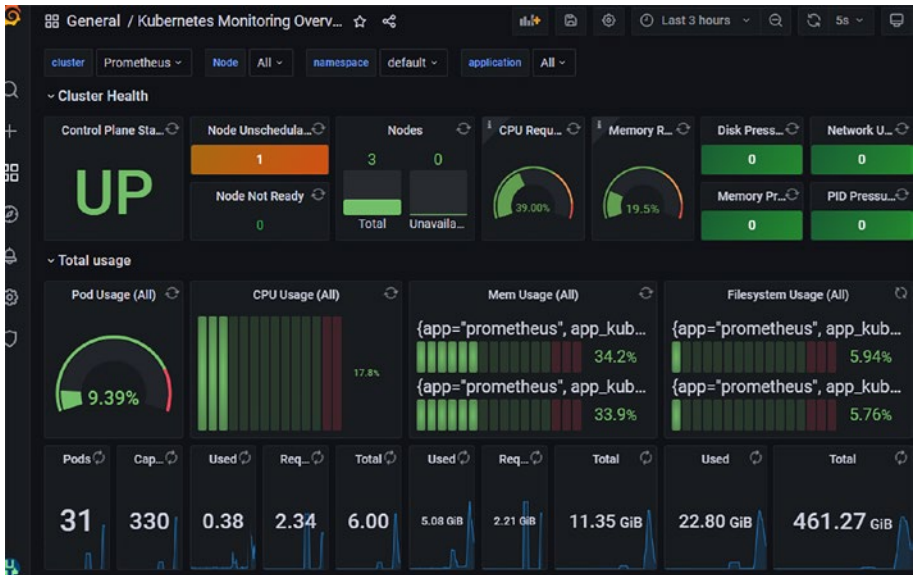 General / Kubernetes Monitoring Overv...
Last 3 hours
5s
cluster
Prometheus
Node
All
namespace
default
application
All
Cluster Health
Control Plane Sta...
UP
Node Unschedula...
1
Node Not Ready
0
Nodes
3
0
Total
Unavaila...
CPU Requ...
39.00%
Memory R...
19.5%
Disk Press...
0
Memory Pr...
0
Network U...
0
PID Pressu...
0
Total usage
Pod Usage (All)
9.39%
CPU Usage (All)
17.8%
Mem Usage (All)
{app="prometheus", app_kub...
34.2%
{app="prometheus", app_kub...
33.9%
Filesystem Usage (All)
{app="prometheus", app_kub...
5.94%
{app="prometheus", app_kub...
5.76%
Pods
31
Cap...
330
Used
0.38
Req...
2.34
Total
6.00
Used
5.08 GiB
Req...
2.21 GiB
Total
11.35 GiB
Used
22.80 GiB
Total
461.27 GiB